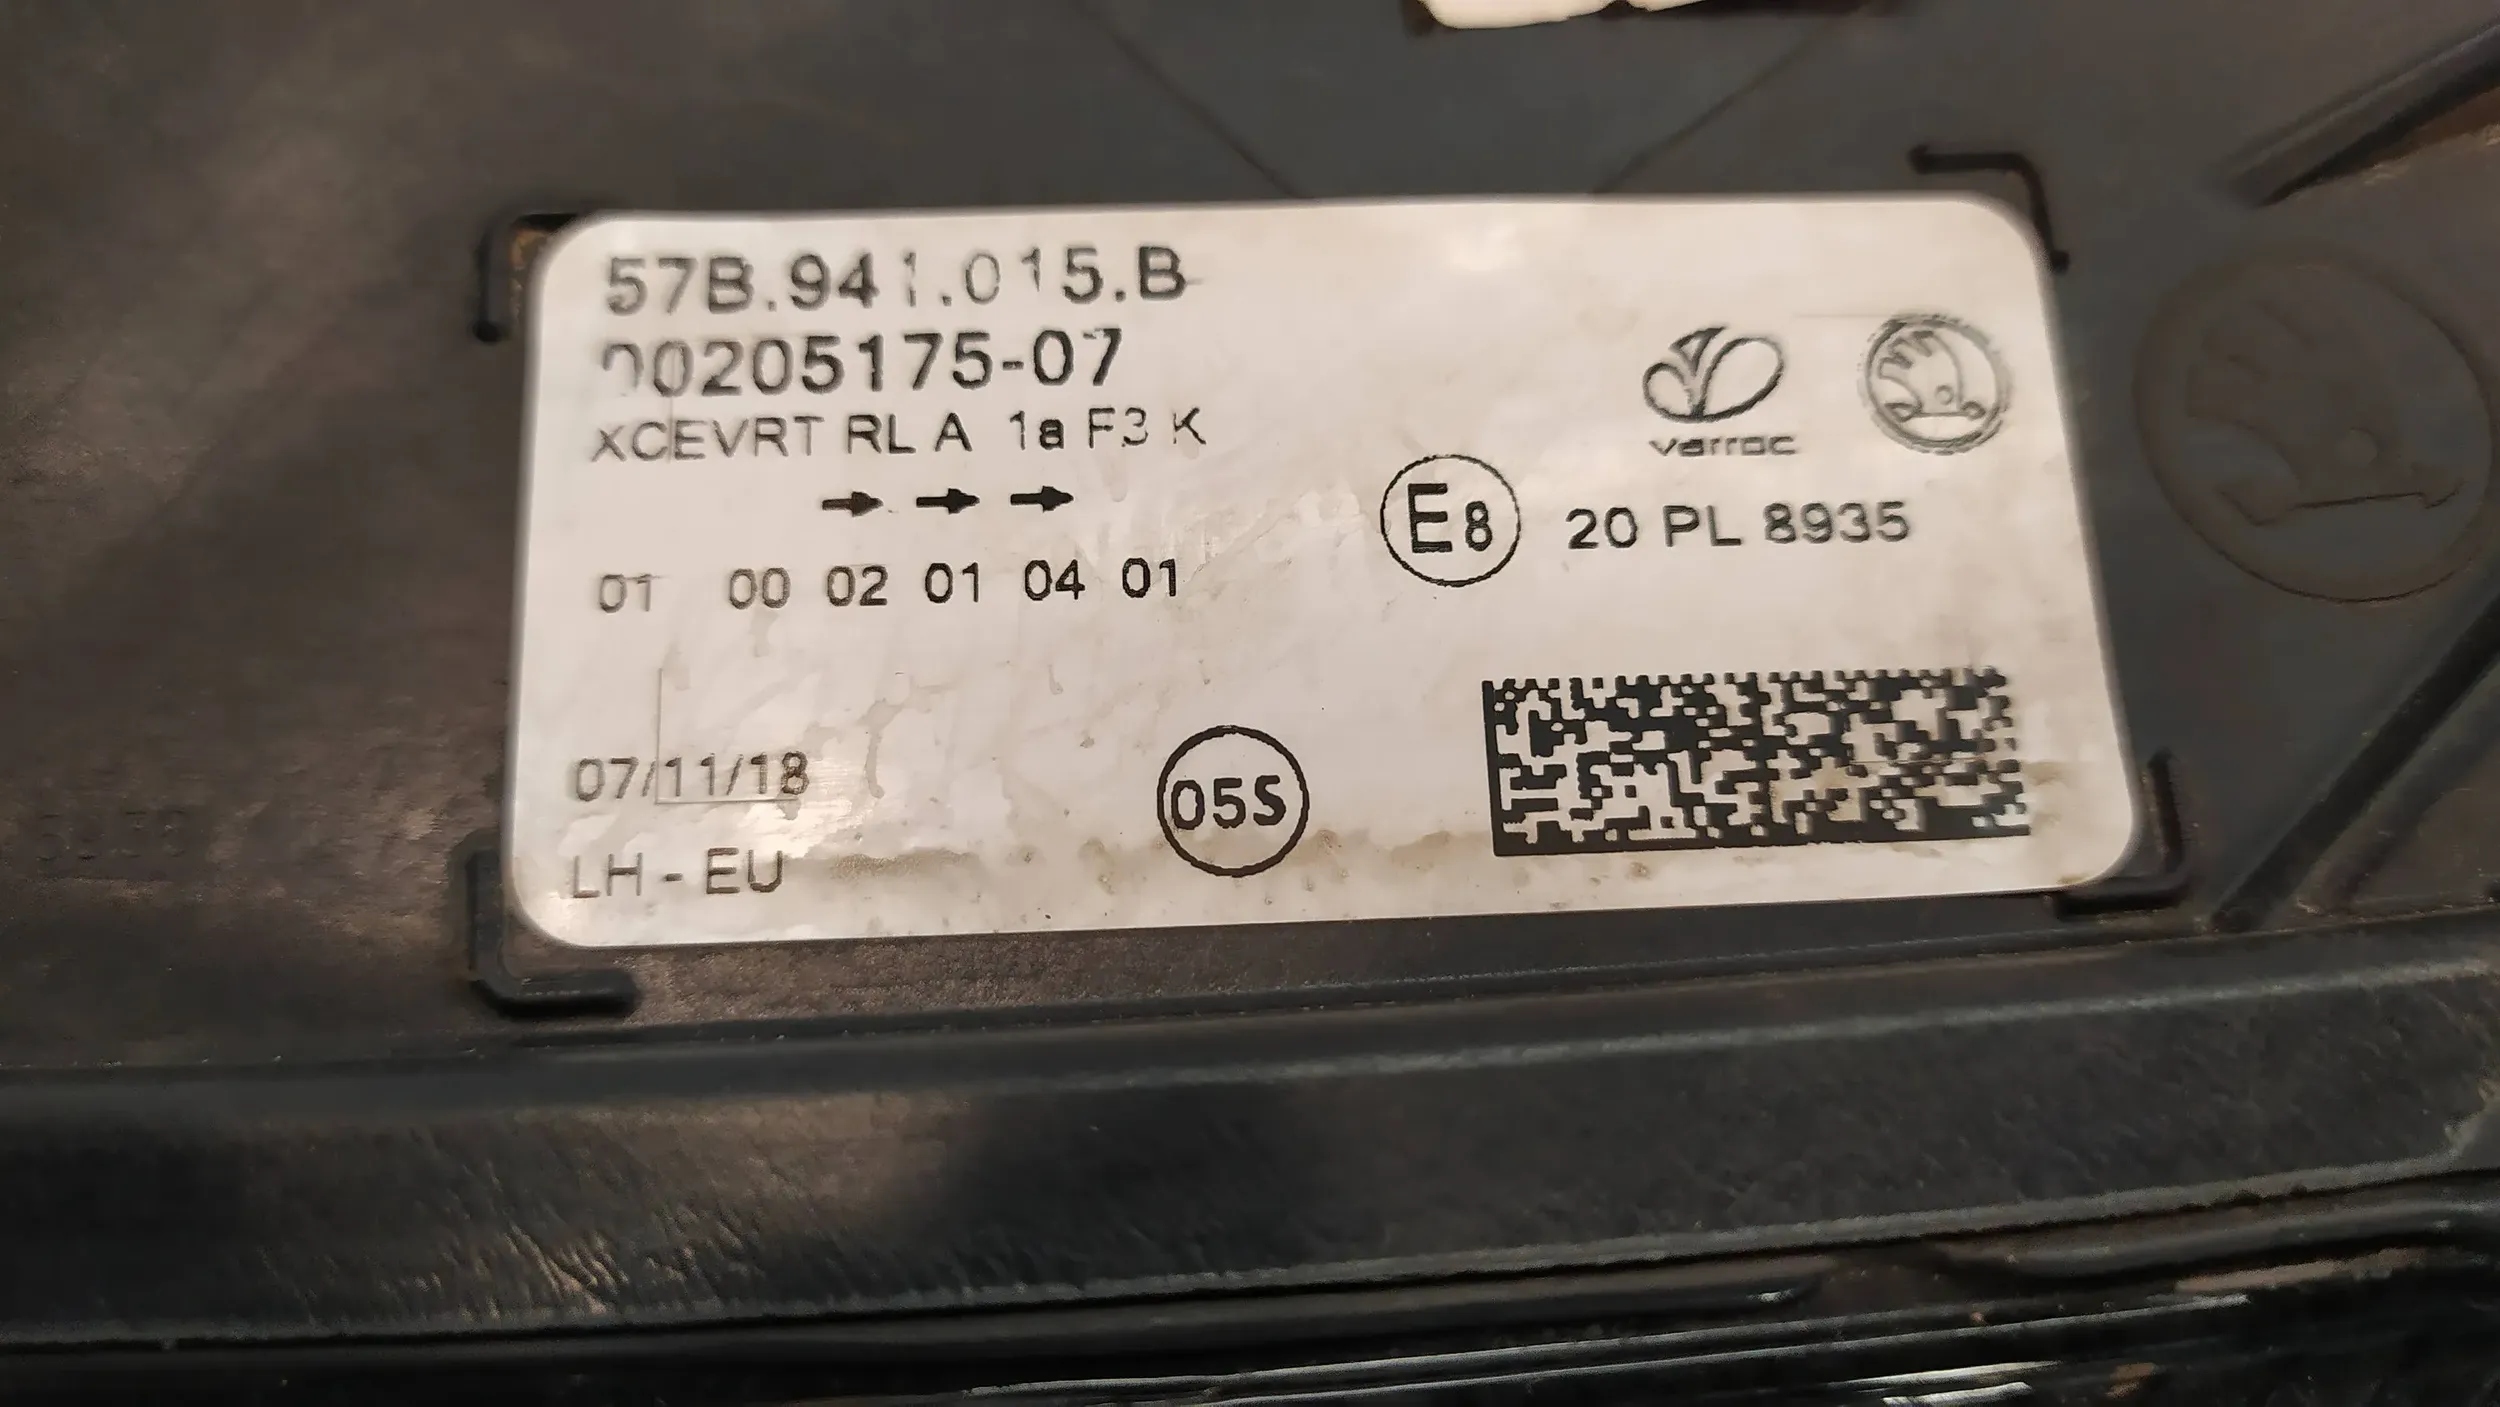 57B.941.015.B
00205175-07
XCEVRT RL A 1a F3 K
01 00 02 01 04 01
varroc
E8 20 PL 8935
07/11/18
05S
LH - EU